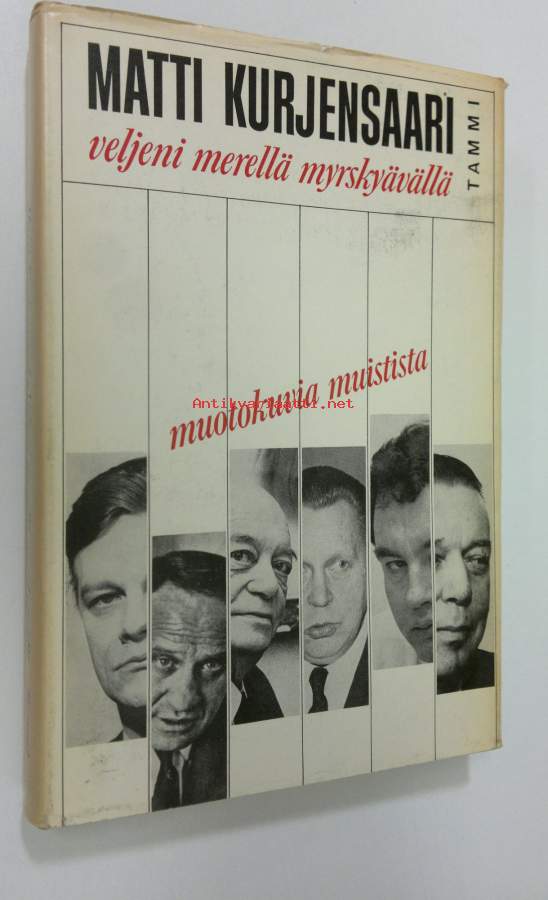 MATTI KURJENSAARI
veljeni merellä myrskyävällä
TAMMI
muotokuvia muistista
Antikvariaatti.net